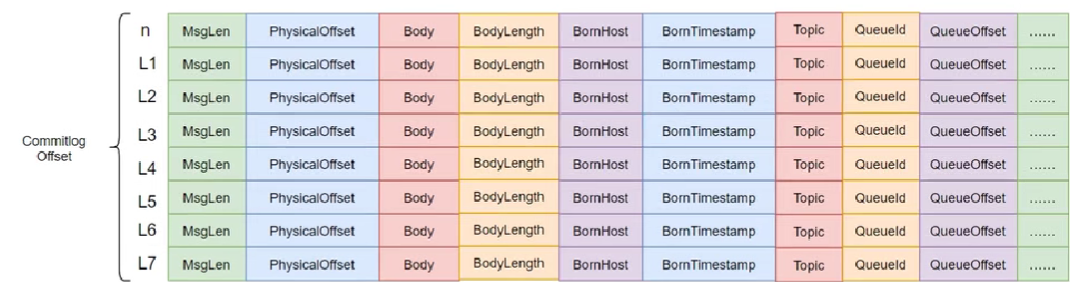 n MsgLen PhysicalOffset Body BodyLength BornHost BornTimestamp Topic QueueId QueueOffset ......
L1 MsgLen PhysicalOffset Body BodyLength BornHost BornTimestamp Topic QueueId QueueOffset ......
L2 MsgLen PhysicalOffset Body BodyLength BornHost BornTimestamp Topic QueueId QueueOffset ......
L3 MsgLen PhysicalOffset Body BodyLength BornHost BornTimestamp Topic QueueId QueueOffset ......
Commitlog
Offset
L4 MsgLen PhysicalOffset Body BodyLength BornHost BornTimestamp Topic QueueId QueueOffset ......
L5 MsgLen PhysicalOffset Body BodyLength BornHost BornTimestamp Topic QueueId QueueOffset ......
L6 MsgLen PhysicalOffset Body BodyLength BornHost BornTimestamp Topic QueueId QueueOffset ......
L7 MsgLen PhysicalOffset Body BodyLength BornHost BornTimestamp Topic QueueId QueueOffset ......